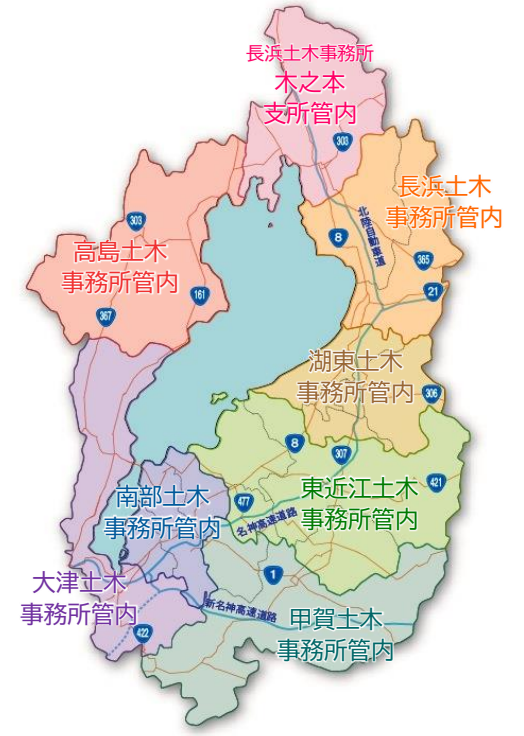 長浜土木事務所
木之本
支所管内
303
長浜土木
事務所管内
北陸自動車道
8
365
21
303
高島土木
事務所管内
161
367
湖東土木
事務所管内
306
8
307
421
東近江土木
事務所管内
477
名神高速道路
南部土木
事務所管内
1
大津土木
事務所管内
新名神高速道路
422
甲賀土木
事務所管内